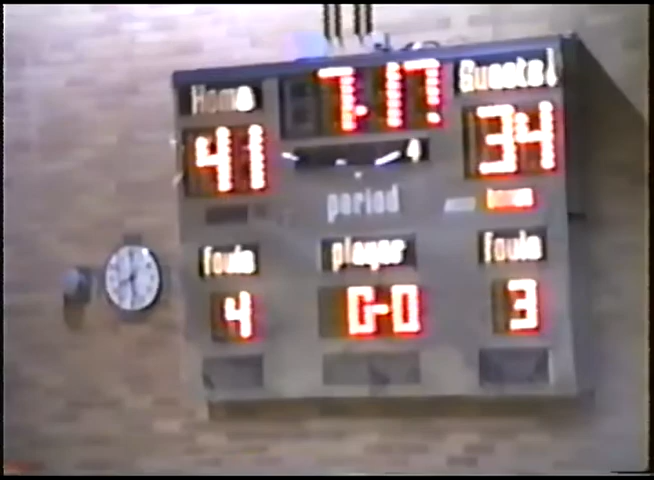 Home 7:17 Guests
41 34
4
period
fouls player fouls
4 0-0 3